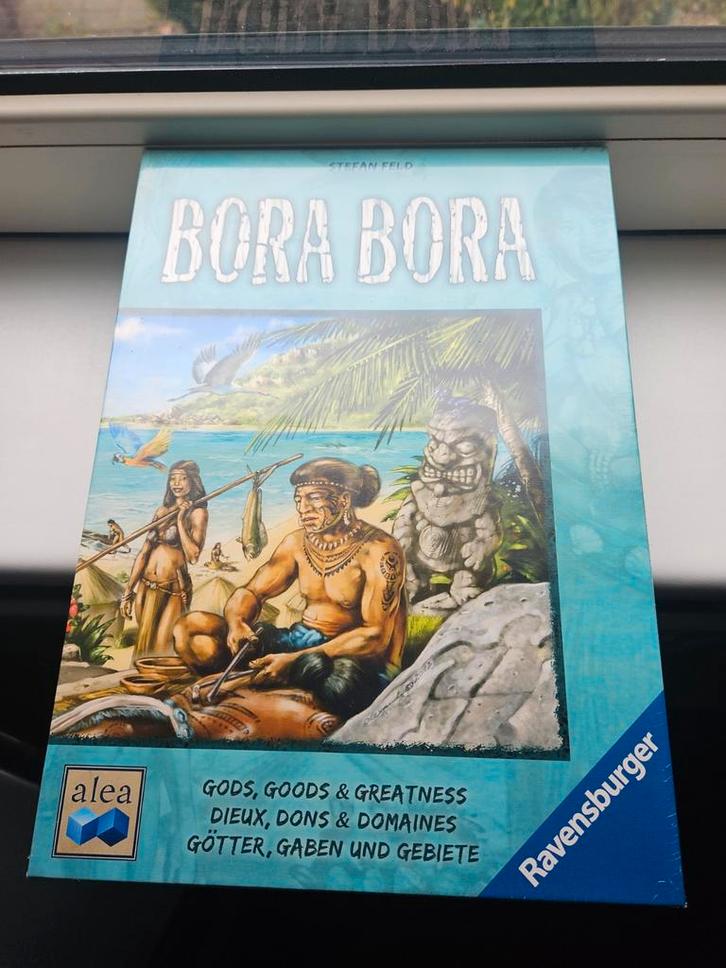 STEFAN FELD
BORA BORA
alea
GODS, GOODS & GREATNESS
DIEUX, DONS & DOMAINES
GÖTTER, GABEN UND GEBIETE
Ravensburger